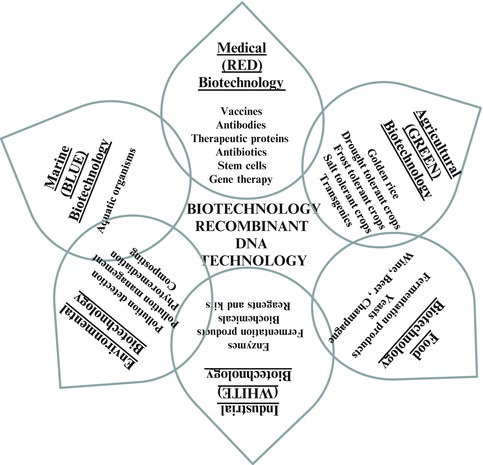 Medical
(RED)
Biotechnology
Vaccines
Antibodies
Therapeutic proteins
Antibiotics
Stem cells
Gene therapy
Agricultural
(GREEN)
Biotechnology
Golden rice
Drought tolerant crops
Frost tolerant crops
Salt tolerant crops
Transgenics
Food
Biotechnology
Fermentation products
Yeasts
Wine, Beer , Champagne
Industrial
(WHITE)
Biotechnology
Enzymes
Fermentation products
Biochemicals
Reagents and kits
Environmental
Biotechnology
Pollution detection
Pollution management
Phytoremediation
Composting
Marine
(BLUE)
Biotechnology
Aquatic organisms
BIOTECHNOLOGY
RECOMBINANT
DNA
TECHNOLOGY